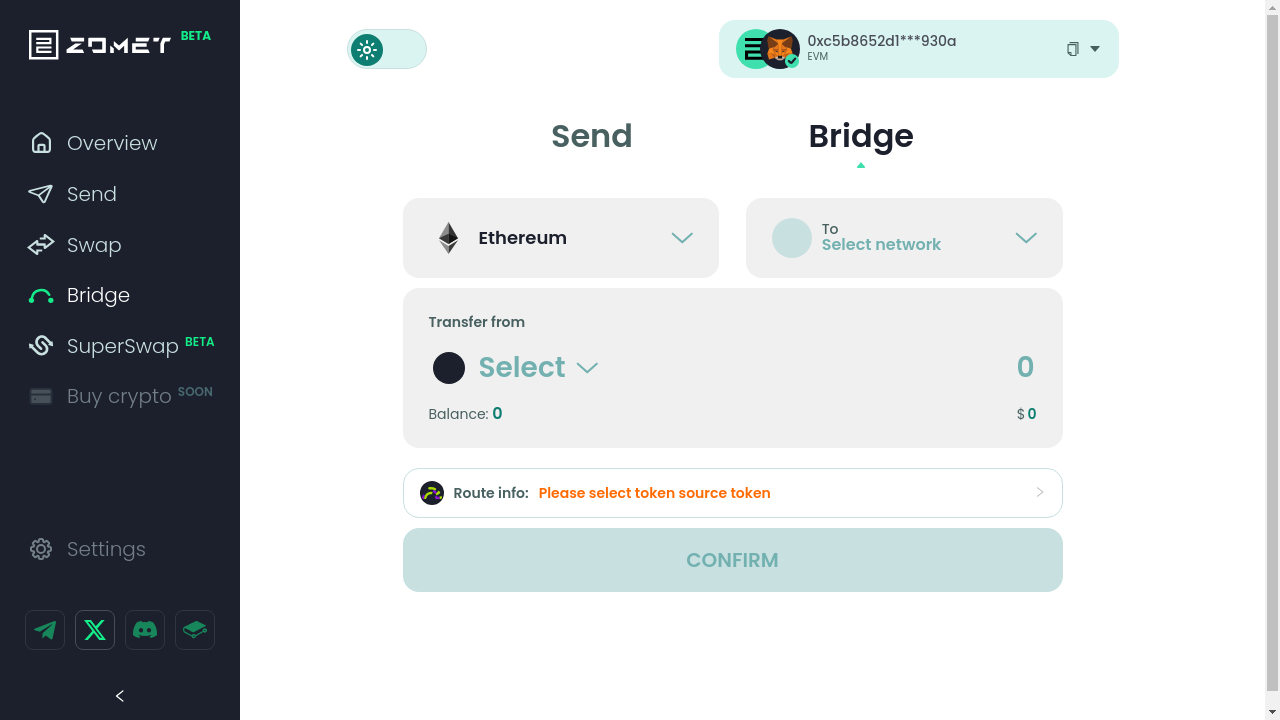 ZOMET BETA
Overview
Send
Swap
Bridge
SuperSwap BETA
Buy crypto SOON
Settings
0xc5b8652d1***930a
EVM
Send
Bridge
Ethereum
To
Select network
Transfer from
Select
0
Balance: 0
$ 0
Route info: Please select token source token
CONFIRM